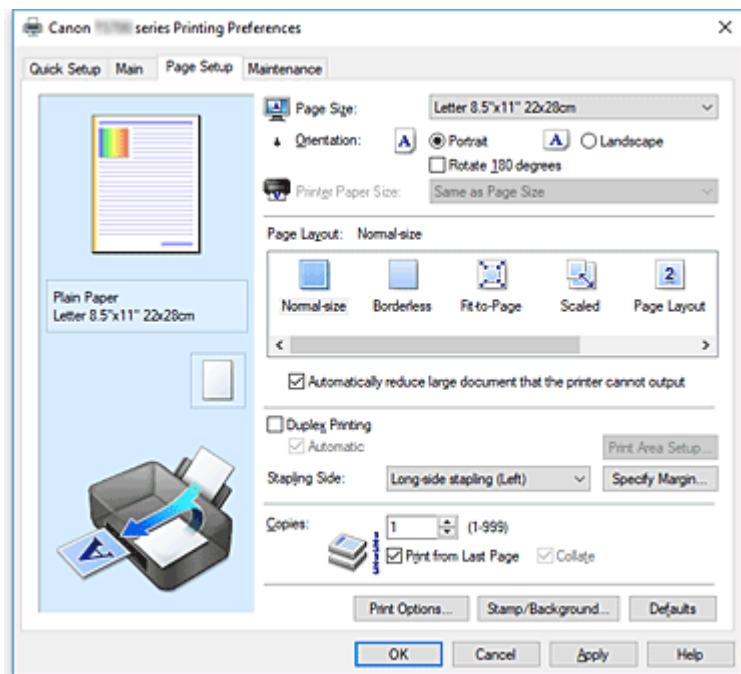 Canon series Printing Preferences
Quick Setup Main Page Setup Maintenance
Page Size: Letter 8.5"x11" 22x28cm
Orientation: A Portrait A Landscape
Rotate 180 degrees
Printer Paper Size: Same as Page Size
Page Layout: Normal-size
2
Normal-size Borderless Fit-to-Page Scaled Page Layout
Automatically reduce large document that the printer cannot output
Plain Paper
Letter 8.5"x11" 22x28cm
Duplex Printing
Automatic Print Area Setup...
Stapling Side: Long-side stapling (Left) Specify Margin...
Copies: 1 (1-999)
Print from Last Page Collate
A
Print Options... Stamp/Background... Defaults
OK Cancel Apply Help